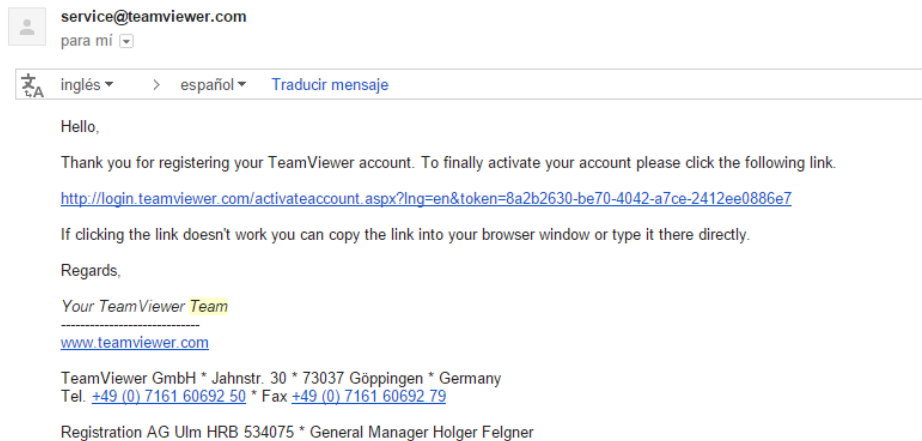 service@teamviewer.com
para mí
inglés > español Traducir mensaje
Hello,
Thank you for registering your TeamViewer account. To finally activate your account please click the following link.
http://login.teamviewer.com/activateaccount.aspx?lng=en&token=8a2b2630-be70-4042-a7ce-2412ee0886e7
If clicking the link doesn't work you can copy the link into your browser window or type it there directly.
Regards,
Your TeamViewer Team
-----------------------------
www.teamviewer.com
TeamViewer GmbH * Jahnstr. 30 * 73037 Göppingen * Germany
Tel. +49 (0) 7161 60692 50 * Fax +49 (0) 7161 60692 79
Registration AG Ulm HRB 534075 * General Manager Holger Felgner